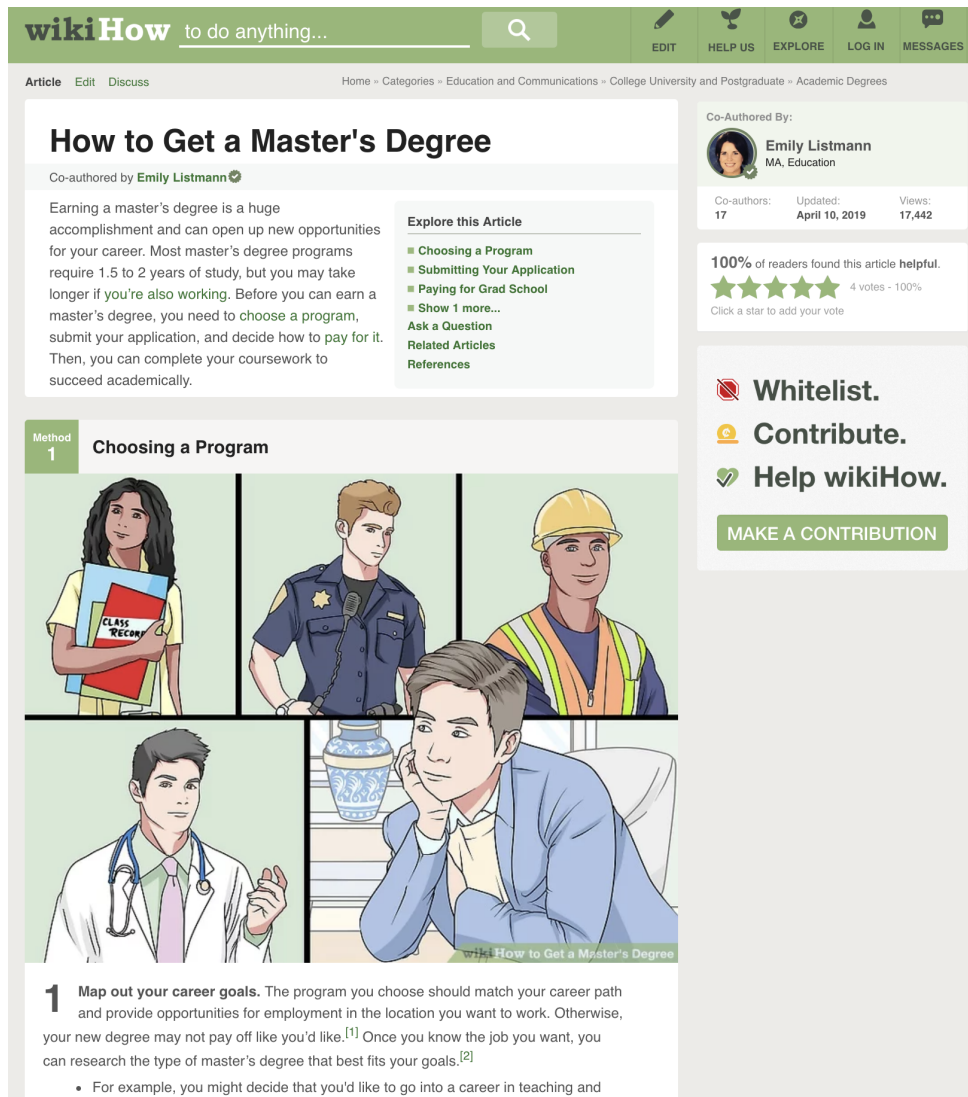 wikiHow to do anything...
EDIT
HELP US
EXPLORE
LOG IN
MESSAGES
Article Edit Discuss
Home » Categories » Education and Communications » College University and Postgraduate » Academic Degrees
How to Get a Master's Degree
Co-authored by Emily Listmann
Earning a master's degree is a huge
accomplishment and can open up new opportunities
for your career. Most master's degree programs
require 1.5 to 2 years of study, but you may take
longer if you're also working. Before you can earn a
master's degree, you need to choose a program,
submit your application, and decide how to pay for it.
Then, you can complete your coursework to
succeed academically.
Explore this Article
Choosing a Program
Submitting Your Application
Paying for Grad School
Show 1 more...
Ask a Question
Related Articles
References
Co-Authored By:
Emily Listmann
MA, Education
Co-authors:
17
Updated:
April 10, 2019
Views:
17,442
100% of readers found this article helpful.
4 votes - 100%
Click a star to add your vote
Whitelist.
Contribute.
Help wikiHow.
MAKE A CONTRIBUTION
Method
1
Choosing a Program
CLASS
RECORD
wikiHow to Get a Master's Degree
1 Map out your career goals. The program you choose should match your career path
and provide opportunities for employment in the location you want to work. Otherwise,
your new degree may not pay off like you'd like.[1] Once you know the job you want, you
can research the type of master's degree that best fits your goals.[2]
• For example, you might decide that you'd like to go into a career in teaching and